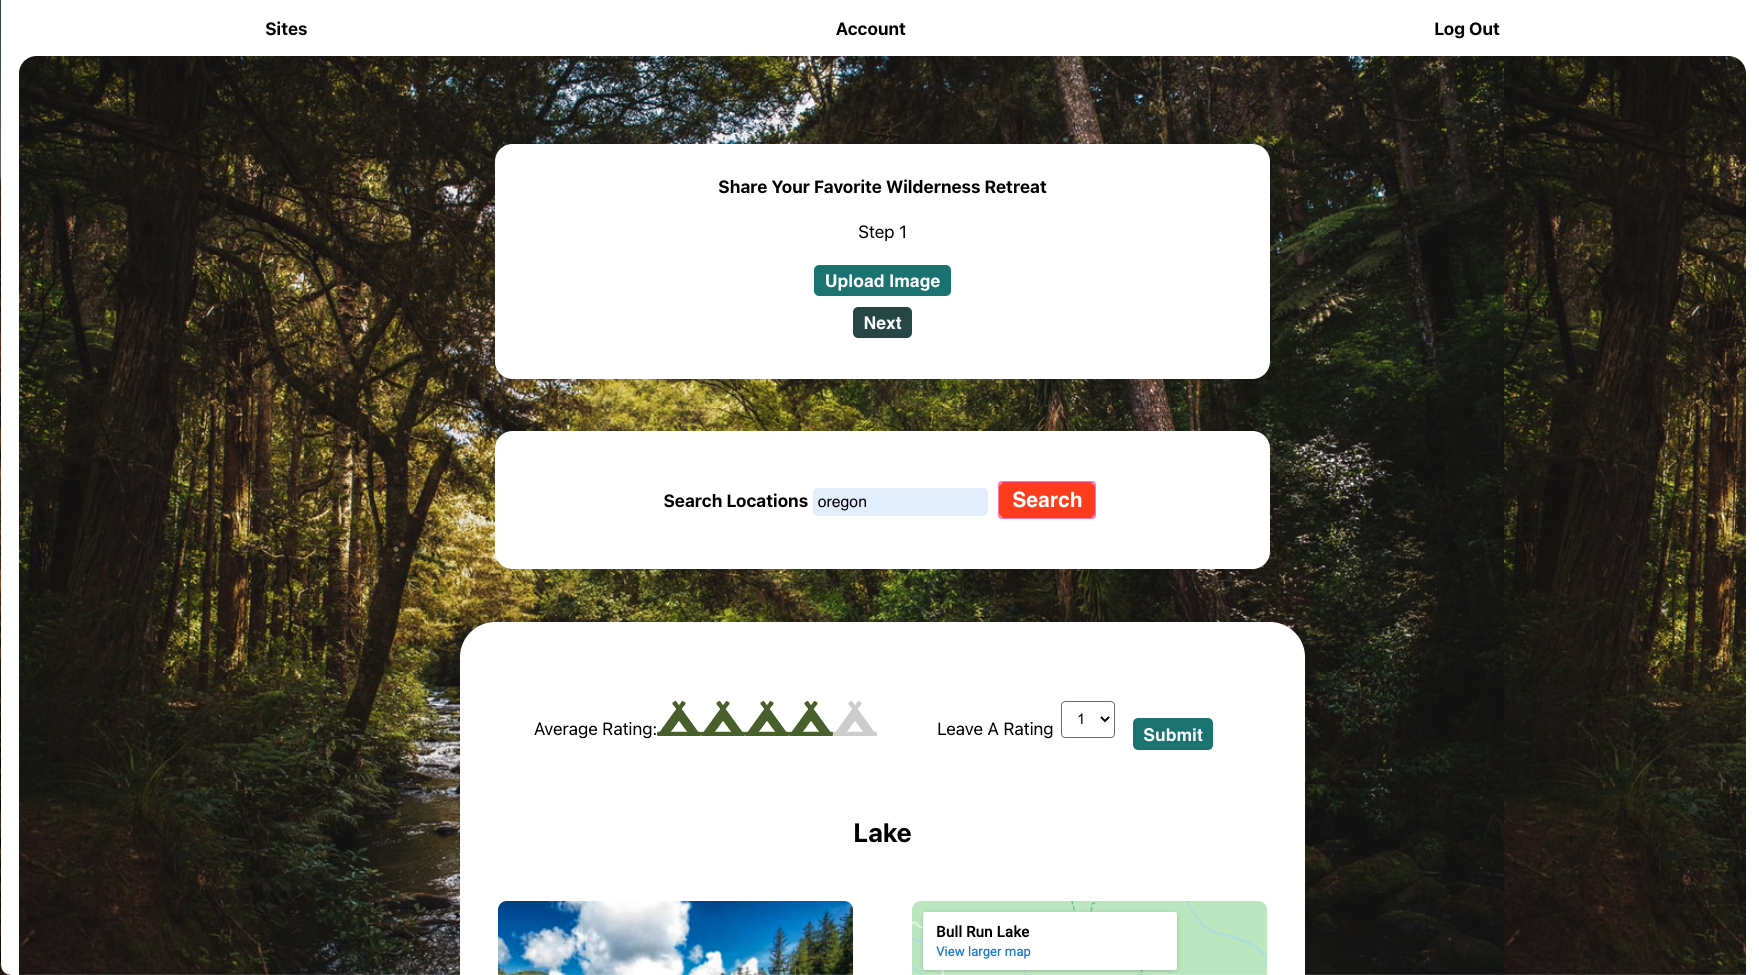 Sites
Account
Log Out
Share Your Favorite Wilderness Retreat
Step 1
Upload Image
Next
Search Locations oregon Search
Average Rating:
Leave A Rating 1 Submit
Lake
Bull Run Lake
View larger map